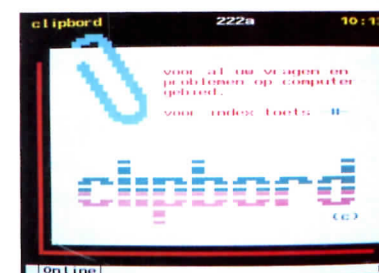 clipbord 222a 10:1
voor al uw vragen en
problemen op computer
gebied.
voor index toets #-
clipbord
(c)
Online